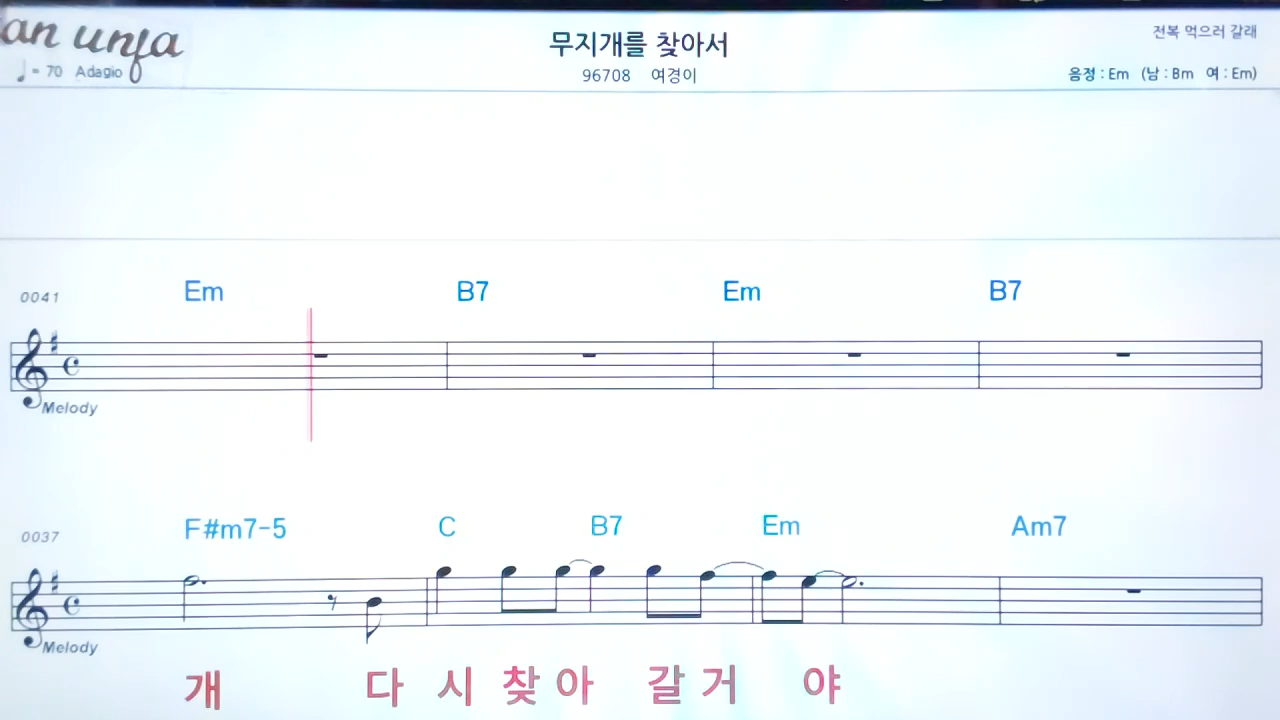 an unja
무지개를 찾아서
전복 먹으러 갈래
♩= 70 Adagio
96708 여경이
음정 : Em (남 : Bm 여 : Em)
0041 Em B7 Em B7
Melody
0037 F#m7-5 C B7 Em Am7
Melody
개 다 시 찾 아 갈 거 야